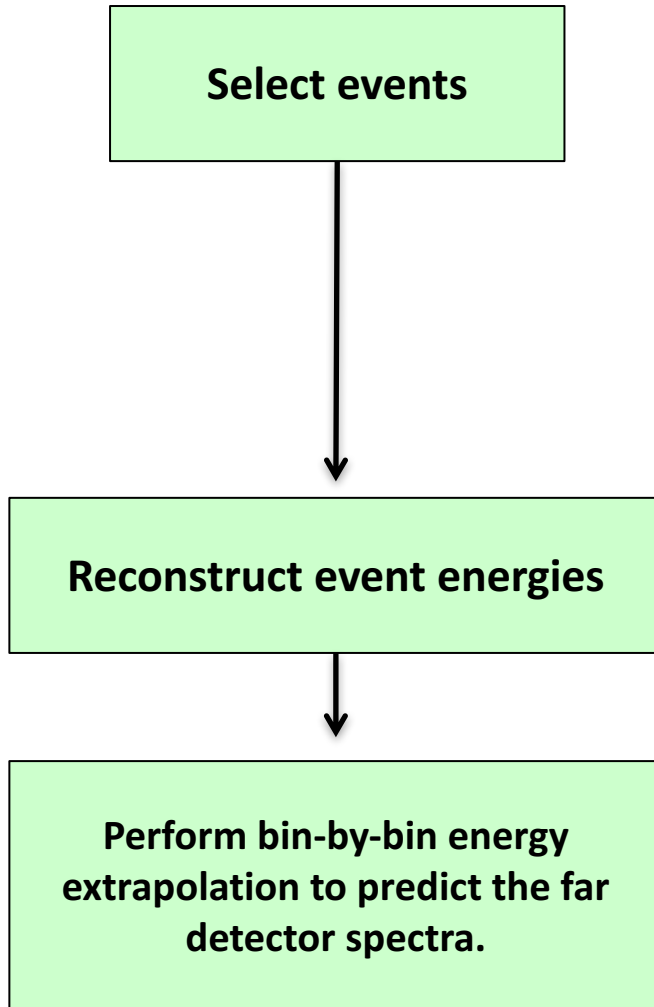 Select events
Reconstruct event energies
Perform bin-by-bin energy
extrapolation to predict the far
detector spectra.